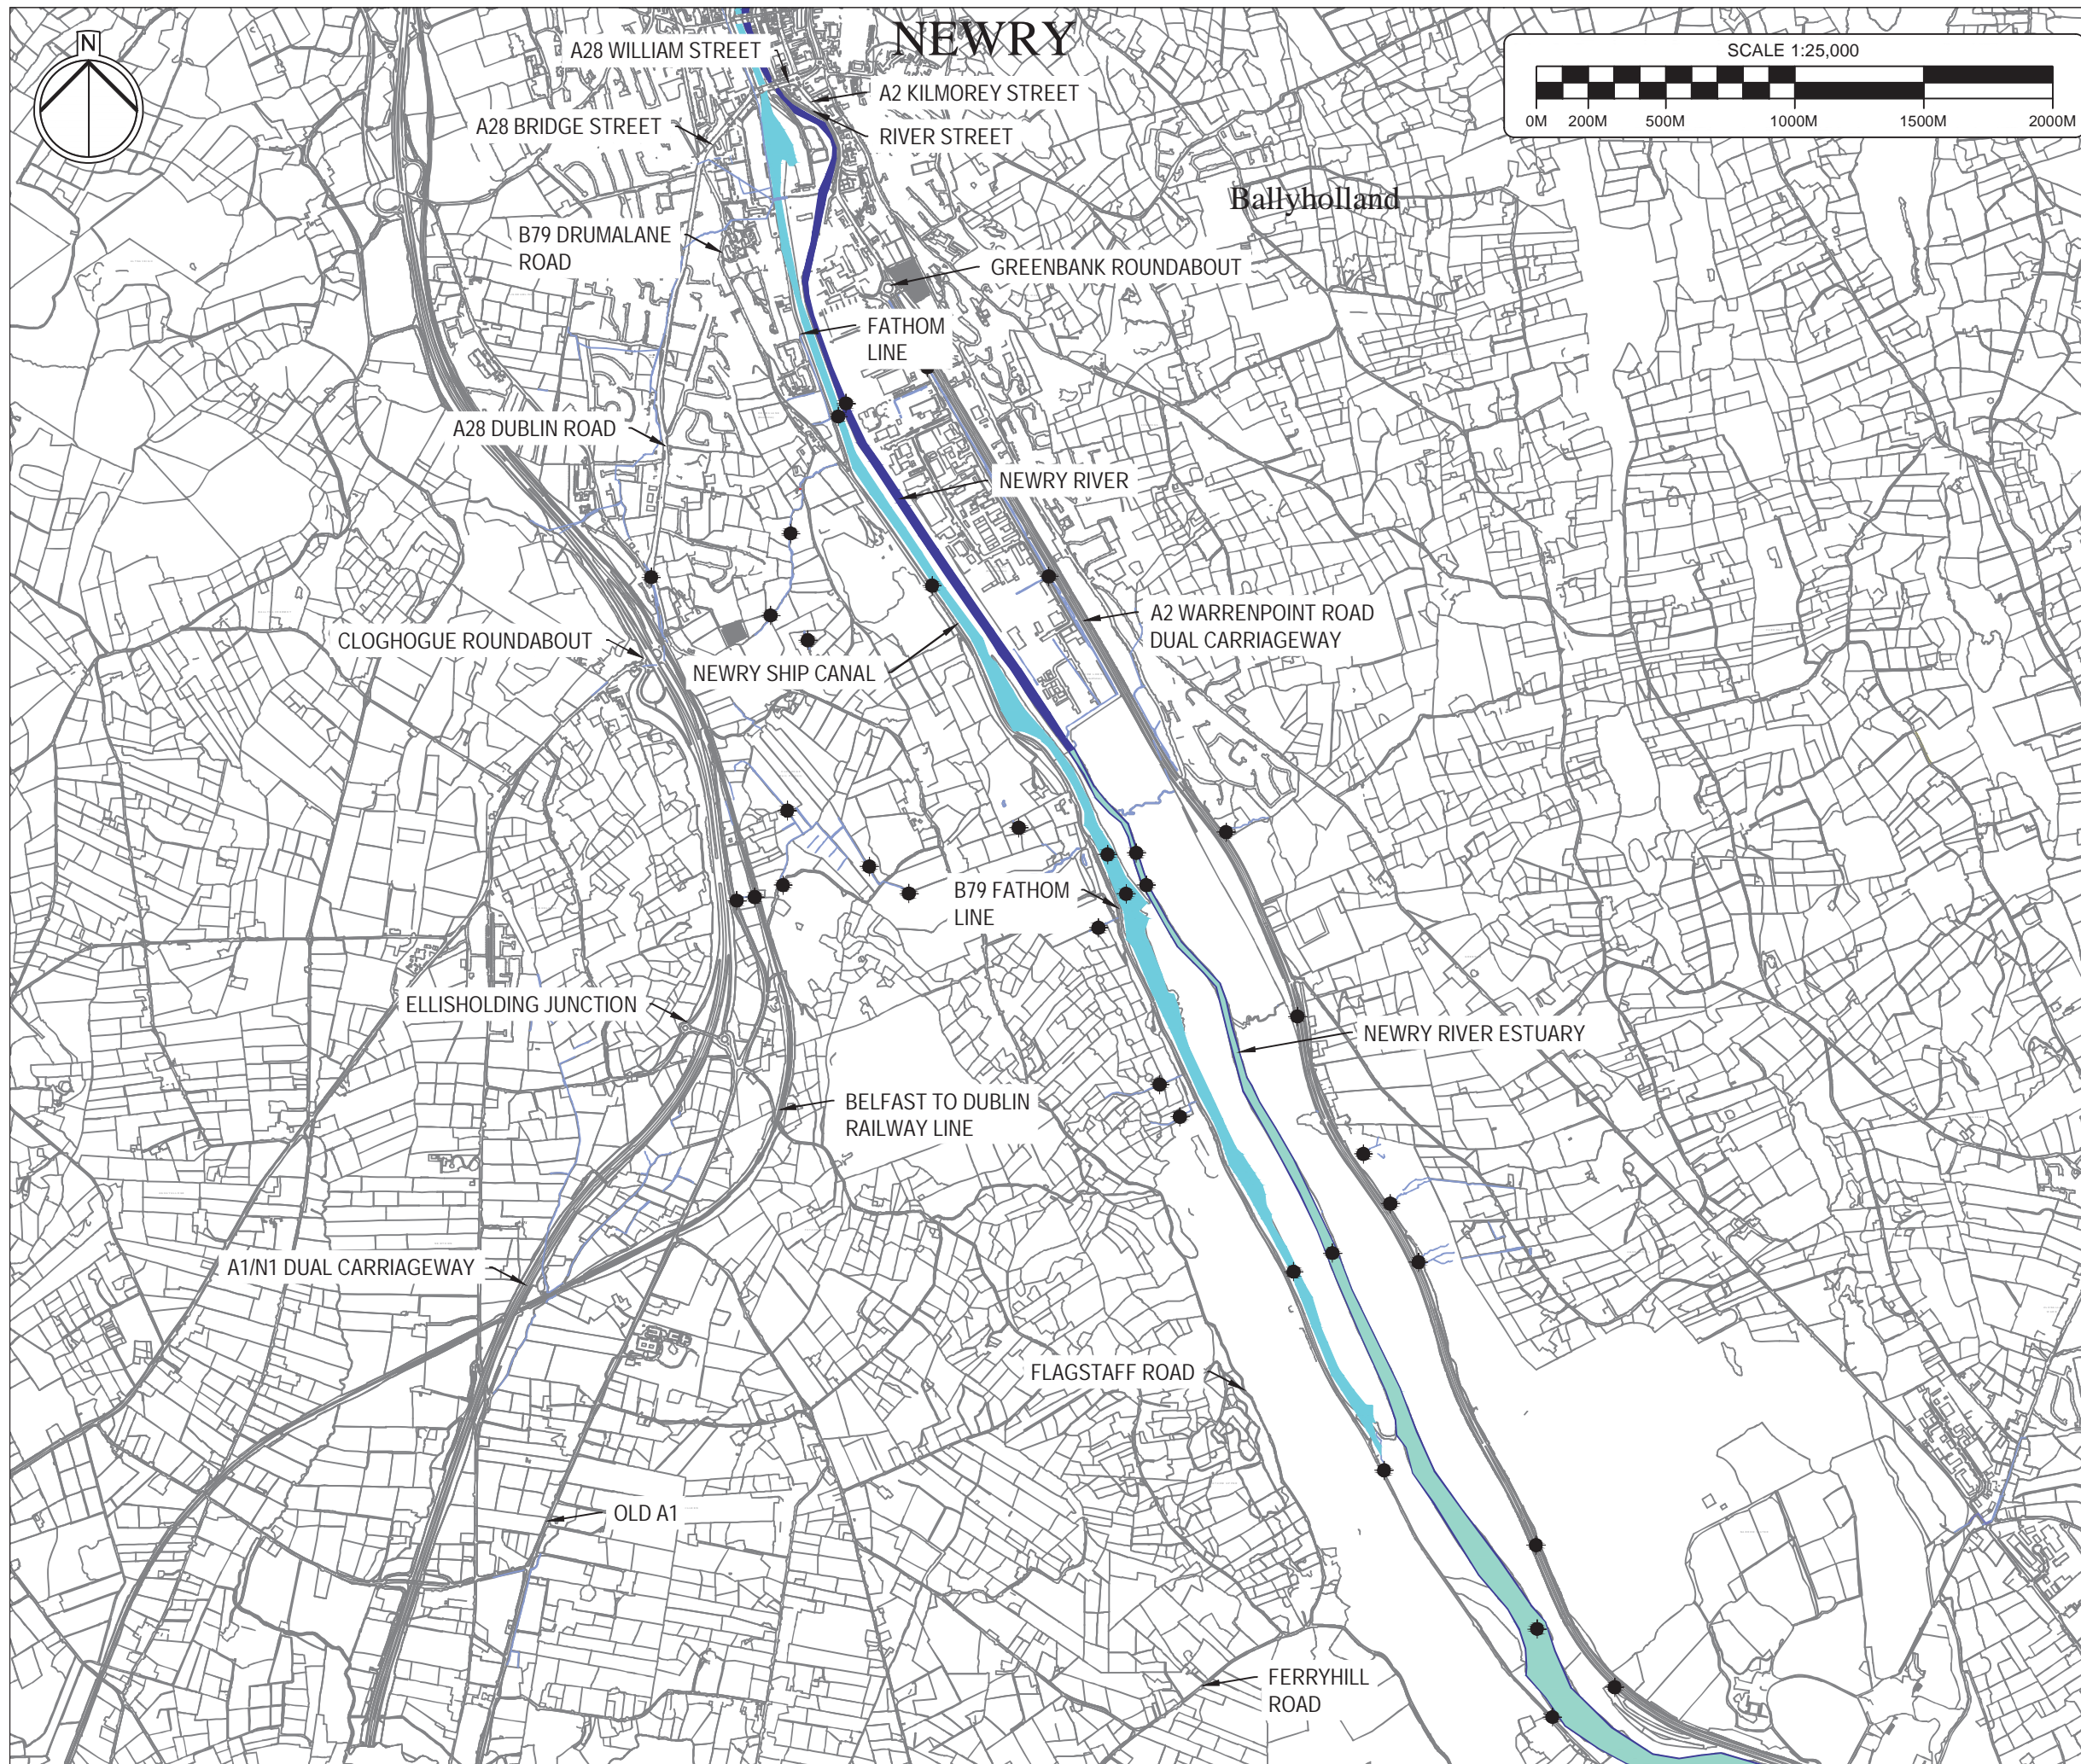 NEWRY
N
A28 WILLIAM STREET
SCALE 1:25,000
0M 200M 500M 1000M 1500M 2000M
A2 KILMOREY STREET
A28 BRIDGE STREET
RIVER STREET
Ballyholland
B79 DRUMALANE
ROAD
GREENBANK ROUNDABOUT
FATHOM
LINE
A28 DUBLIN ROAD
NEWRY RIVER
A2 WARRENPOINT ROAD
DUAL CARRIAGEWAY
CLOGHOGUE ROUNDABOUT
NEWRY SHIP CANAL
B79 FATHOM
LINE
ELLISHOLDING JUNCTION
NEWRY RIVER ESTUARY
BELFAST TO DUBLIN
RAILWAY LINE
A1/N1 DUAL CARRIAGEWAY
FLAGSTAFF ROAD
OLD A1
FERRYHILL
ROAD